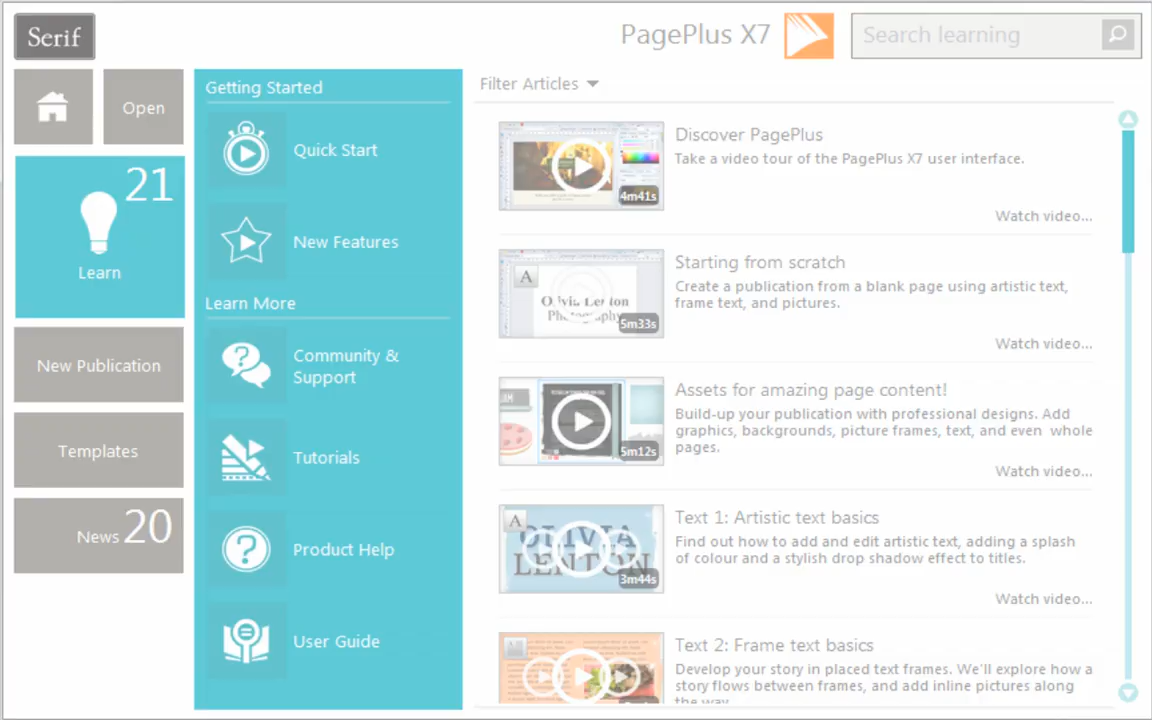 Serif
PagePlus X7
Search learning
Open
21
Learn
New Publication
Templates
News 20
Getting Started
Quick Start
New Features
Learn More
Community &
Support
Tutorials
Product Help
User Guide
Filter Articles
4m41s
Discover PagePlus
Take a video tour of the PagePlus X7 user interface.
Watch video...
A
Olivia Lenton
Photography
5m33s
Starting from scratch
Create a publication from a blank page using artistic text,
frame text, and pictures.
Watch video...
5m12s
Assets for amazing page content!
Build-up your publication with professional designs. Add
graphics, backgrounds, picture frames, text, and even whole
pages.
Watch video...
A
OLIVIA
LENTON
3m44s
Text 1: Artistic text basics
Find out how to add and edit artistic text, adding a splash
of colour and a stylish drop shadow effect to titles.
Watch video...
Text 2: Frame text basics
Develop your story in placed text frames. We'll explore how a
story flows between frames, and add inline pictures along
the way.